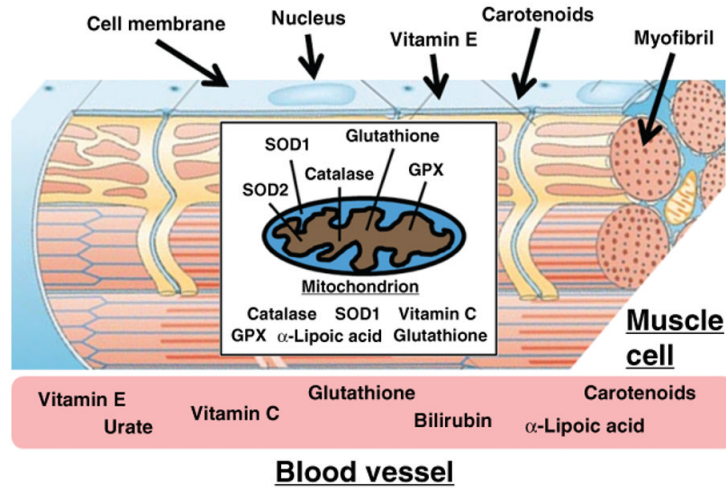 Cell membrane
Nucleus
Vitamin E
Carotenoids
Myofibril
SOD1
Glutathione
SOD2
Catalase
GPX
Mitochondrion
Catalase SOD1 Vitamin C
GPX α-Lipoic acid Glutathione
Muscle
cell
Vitamin E
Urate
Vitamin C
Glutathione
Bilirubin
Carotenoids
α-Lipoic acid
Blood vessel